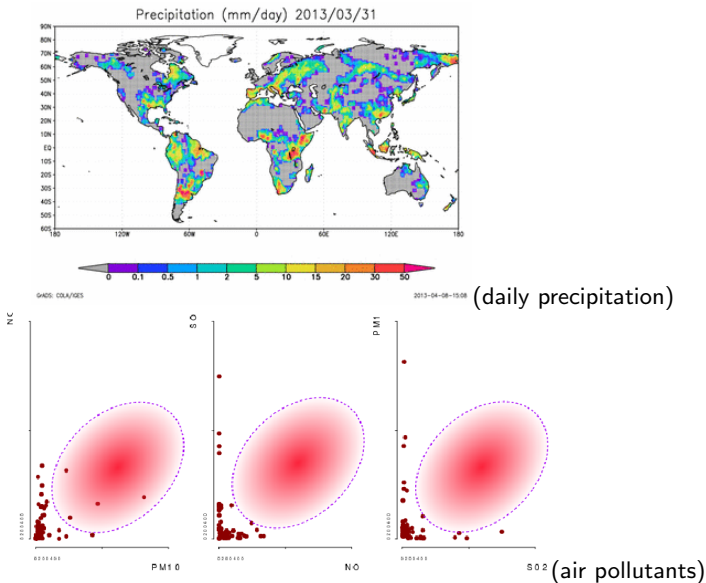 Precipitation (mm/day) 2013/03/31
90N
80N
70N
60N
50N
40N
30N
20N
10N
EQ
10S
20S
30S
40S
50S
60S
180 120W 60W 0 60E 120E 180
0 0.1 0.5 1 2 5 10 15 20 30 50
GrADS: COLA/IGES 2013-04-08-15:08
(daily precipitation)
NO SO PM1
PM10 NO SO2
(air pollutants)